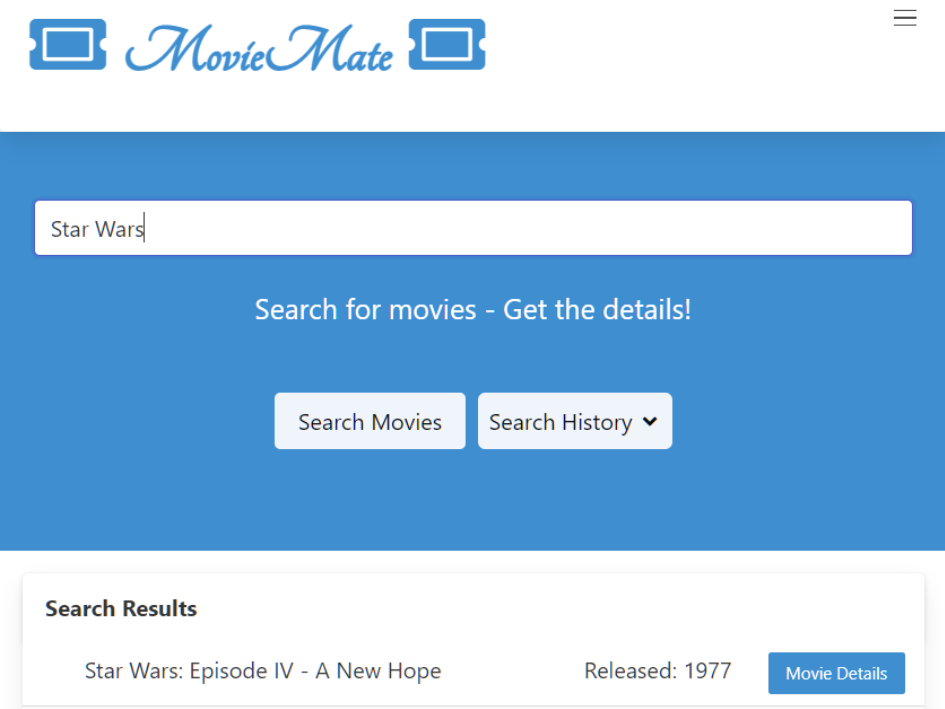 MovieMate
Star Wars
Search for movies - Get the details!
Search Movies
Search History
Search Results
Star Wars: Episode IV - A New Hope Released: 1977 Movie Details